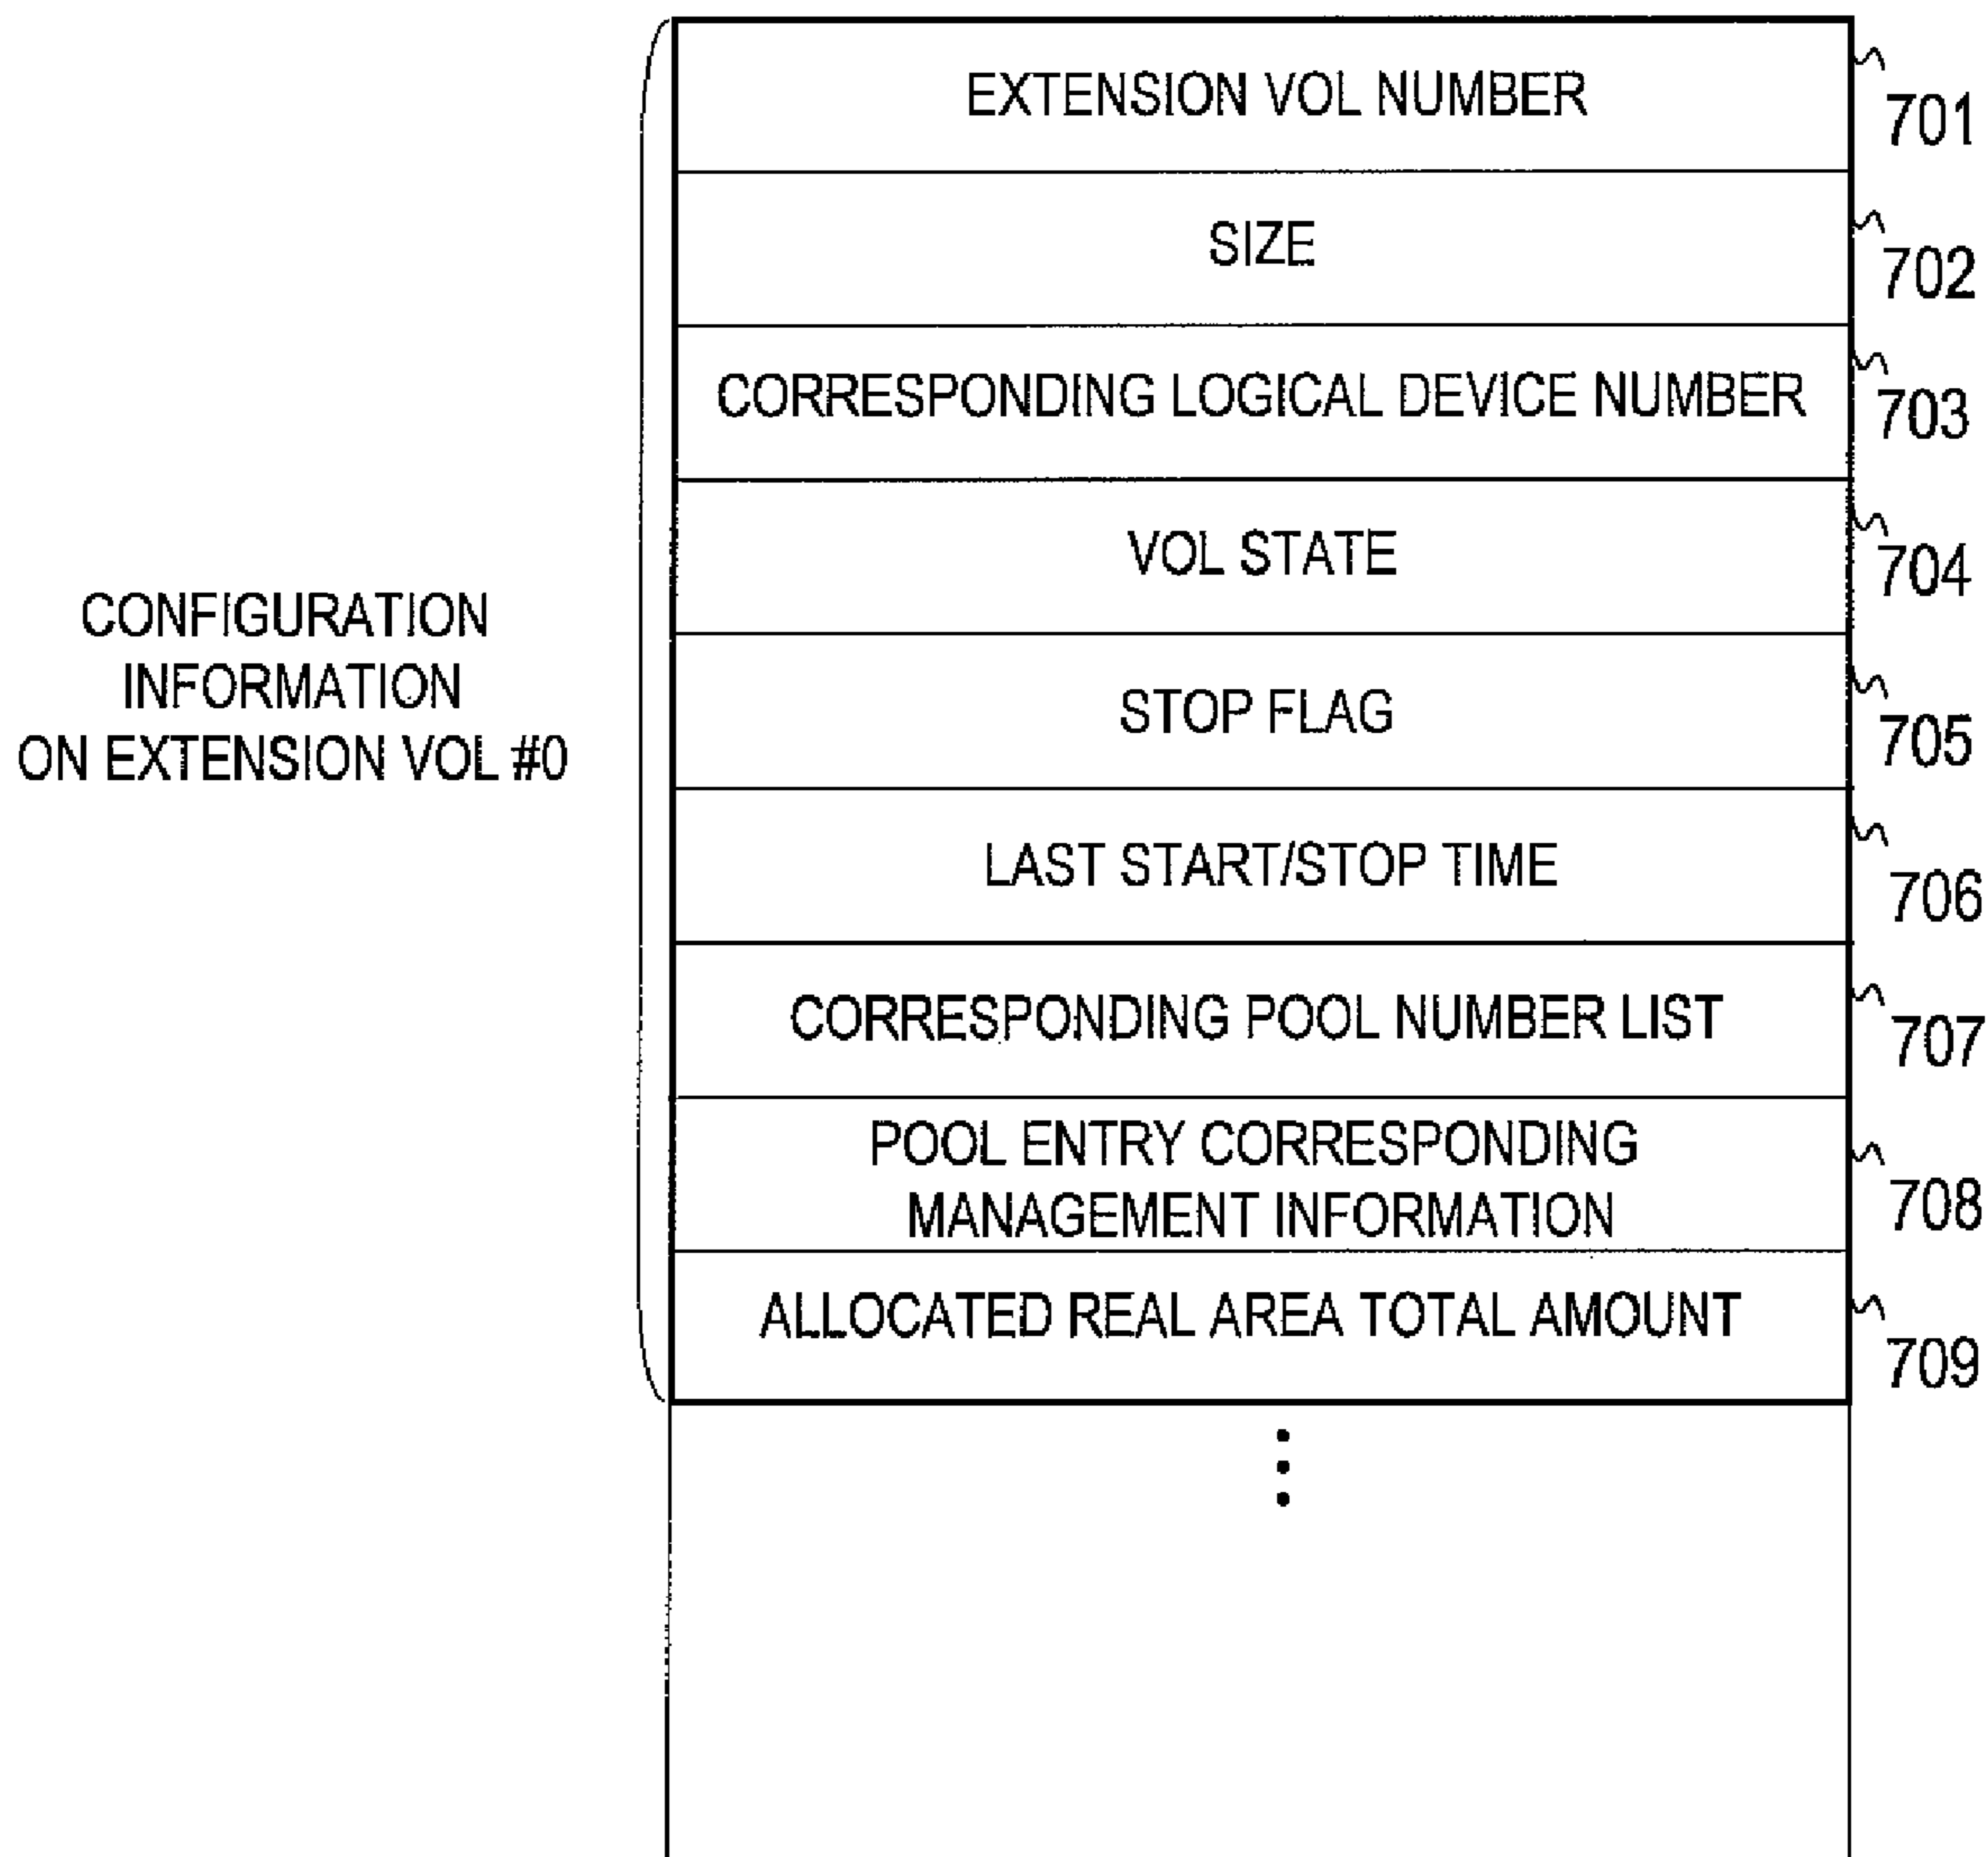 EXTENSION VOL NUMBER
701
SIZE
702
CORRESPONDING LOGICAL DEVICE NUMBER
703
VOL STATE
704
CONFIGURATION
INFORMATION
ON EXTENSION VOL #0
STOP FLAG
705
LAST START/STOP TIME
706
CORRESPONDING POOL NUMBER LIST
707
POOL ENTRY CORRESPONDING
MANAGEMENT INFORMATION
708
ALLOCATED REAL AREA TOTAL AMOUNT
709